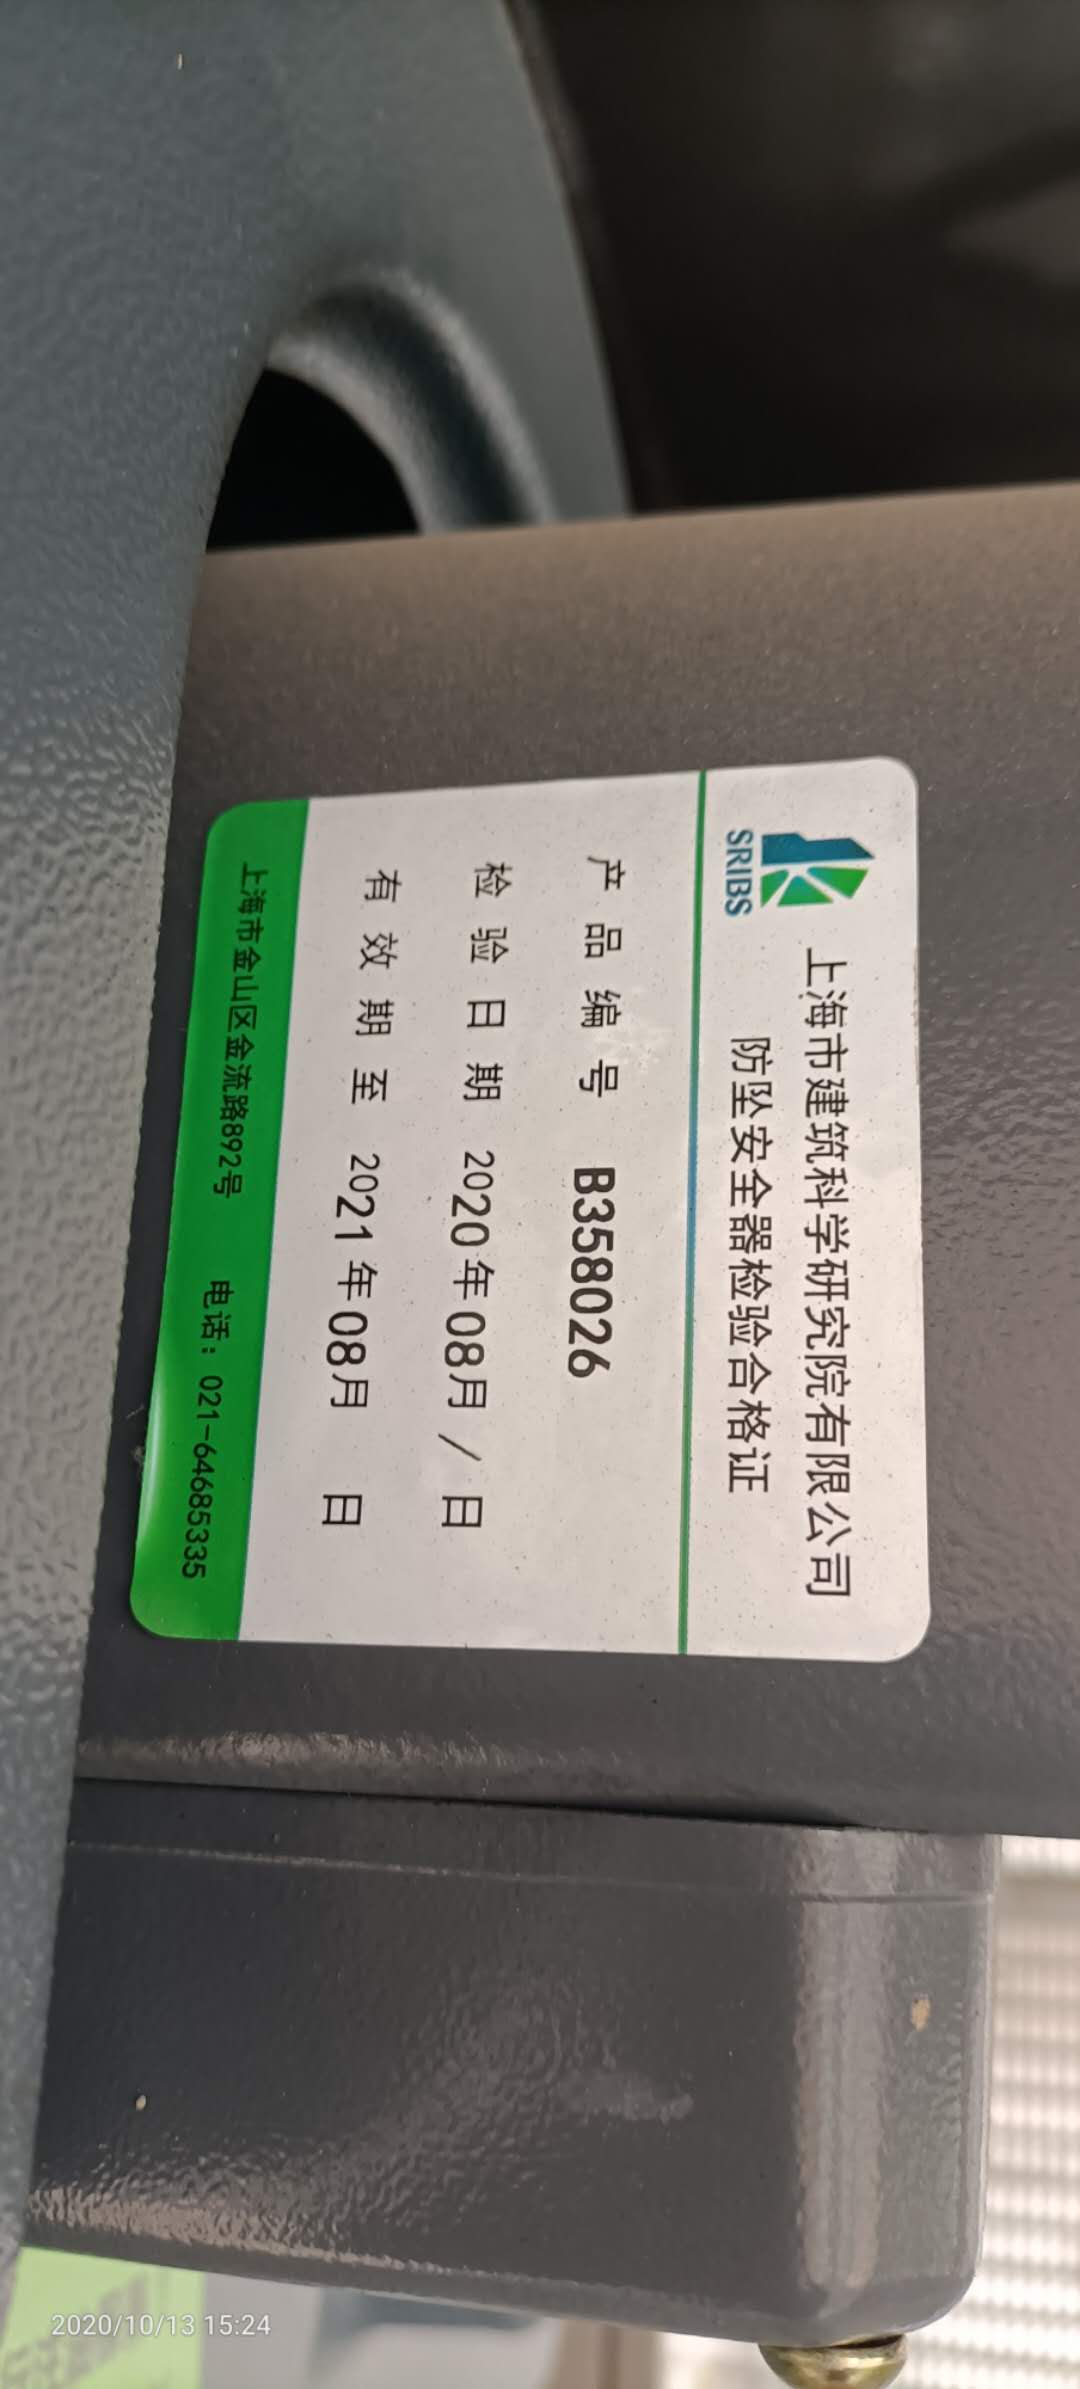 SRIBS
上海市建筑科学研究院有限公司
防坠安全器检验合格证
产品编号 B358026
检验日期 2020年08月/日
有效期至 2021年08月 日
上海市金山区金流路892号 电话：021-64685335
2020/10/13 15:24